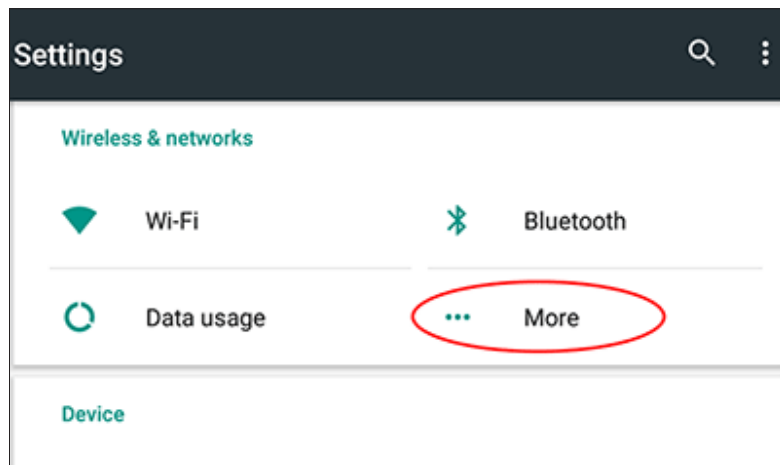 Settings
Wireless & networks
Wi-Fi
Bluetooth
Data usage
More
Device